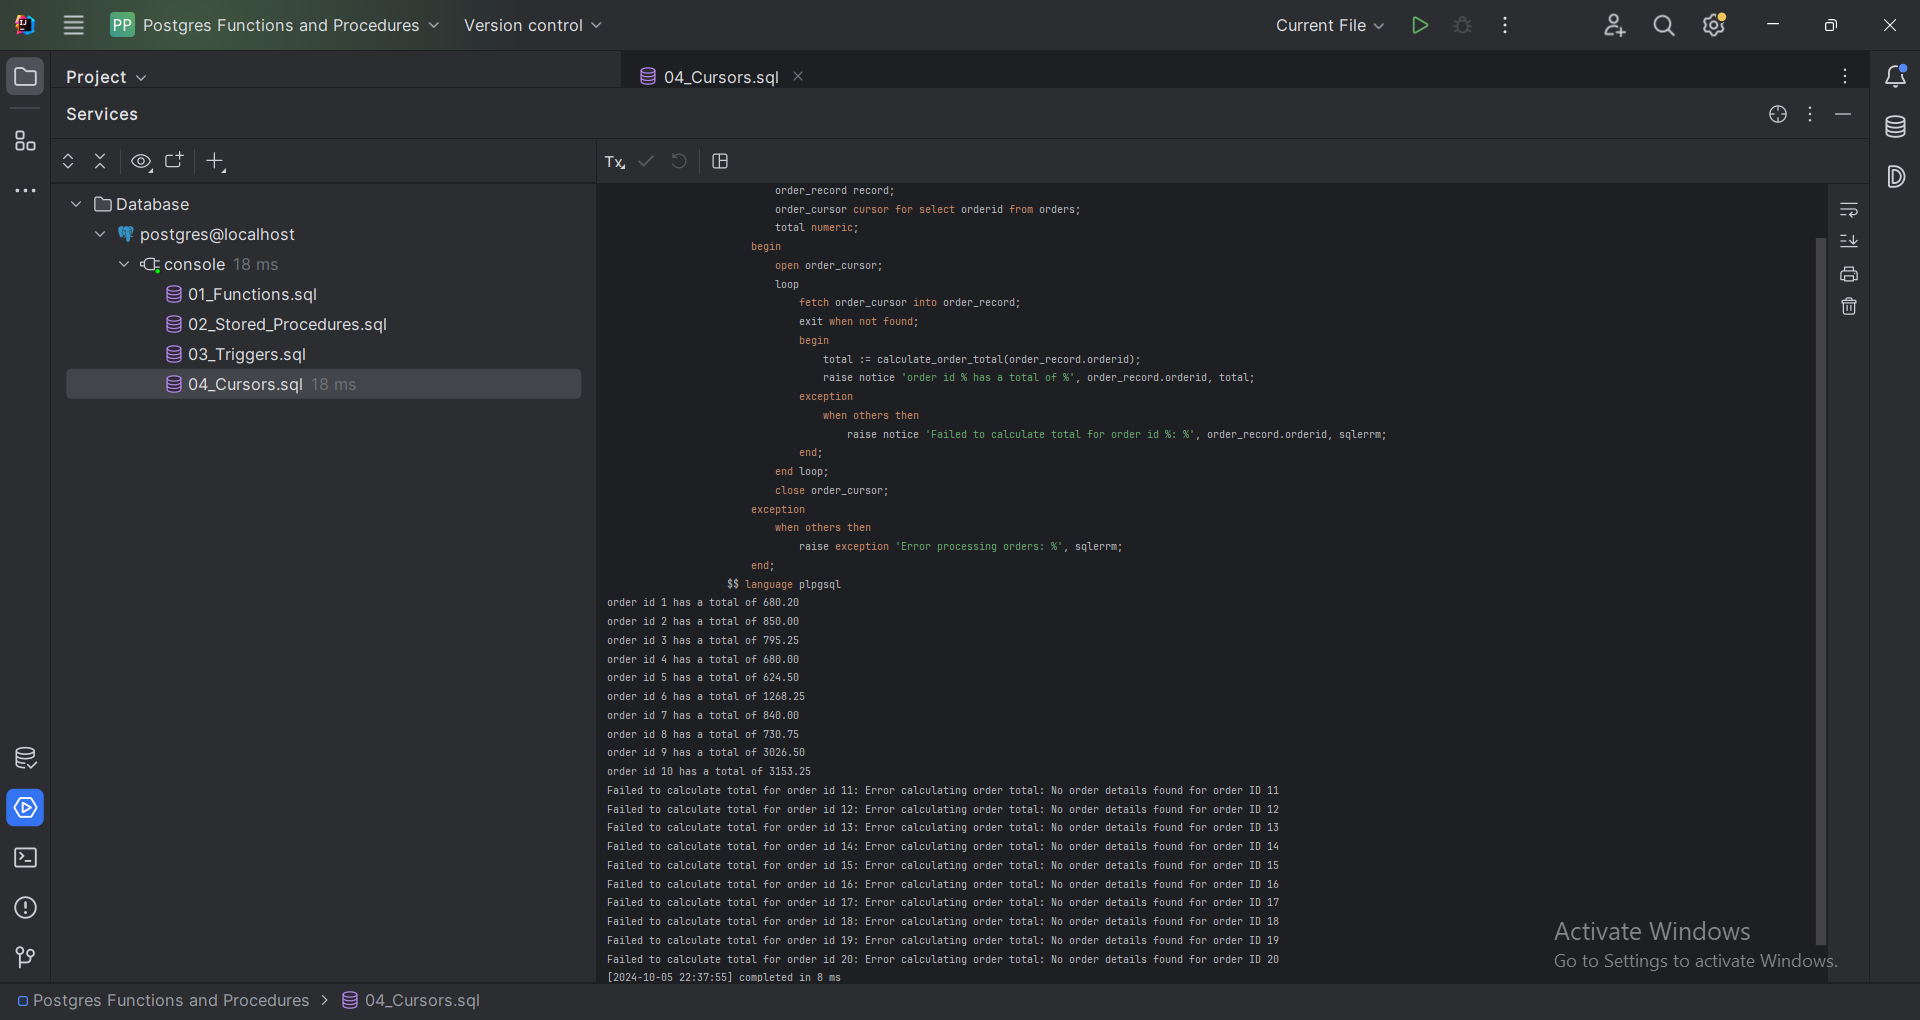 PP Postgres Functions and Procedures Version control Current File
Project
04_Cursors.sql
Services
Tx
Database
postgres@localhost
console 18 ms
01_Functions.sql
02_Stored_Procedures.sql
03_Triggers.sql
04_Cursors.sql 18 ms
order_record record;
order_cursor cursor for select orderid from orders;
total numeric;
begin
open order_cursor;
loop
fetch order_cursor into order_record;
exit when not found;
begin
total := calculate_order_total(order_record.orderid);
raise notice 'order id % has a total of %', order_record.orderid, total;
exception
when others then
raise notice 'Failed to calculate total for order id %: %', order_record.orderid, sqlerrm;
end;
end loop;
close order_cursor;
exception
when others then
raise exception 'Error processing orders: %', sqlerrm;
end;
$$ language plpgsql
order id 1 has a total of 680.20
order id 2 has a total of 850.00
order id 3 has a total of 795.25
order id 4 has a total of 680.00
order id 5 has a total of 624.50
order id 6 has a total of 1268.25
order id 7 has a total of 840.00
order id 8 has a total of 730.75
order id 9 has a total of 3026.50
order id 10 has a total of 3153.25
Failed to calculate total for order id 11: Error calculating order total: No order details found for order ID 11
Failed to calculate total for order id 12: Error calculating order total: No order details found for order ID 12
Failed to calculate total for order id 13: Error calculating order total: No order details found for order ID 13
Failed to calculate total for order id 14: Error calculating order total: No order details found for order ID 14
Failed to calculate total for order id 15: Error calculating order total: No order details found for order ID 15
Failed to calculate total for order id 16: Error calculating order total: No order details found for order ID 16
Failed to calculate total for order id 17: Error calculating order total: No order details found for order ID 17
Failed to calculate total for order id 18: Error calculating order total: No order details found for order ID 18
Failed to calculate total for order id 19: Error calculating order total: No order details found for order ID 19
Failed to calculate total for order id 20: Error calculating order total: No order details found for order ID 20
[2024-10-05 22:37:55] completed in 8 ms
Activate Windows
Go to Settings to activate Windows.
Postgres Functions and Procedures > 04_Cursors.sql